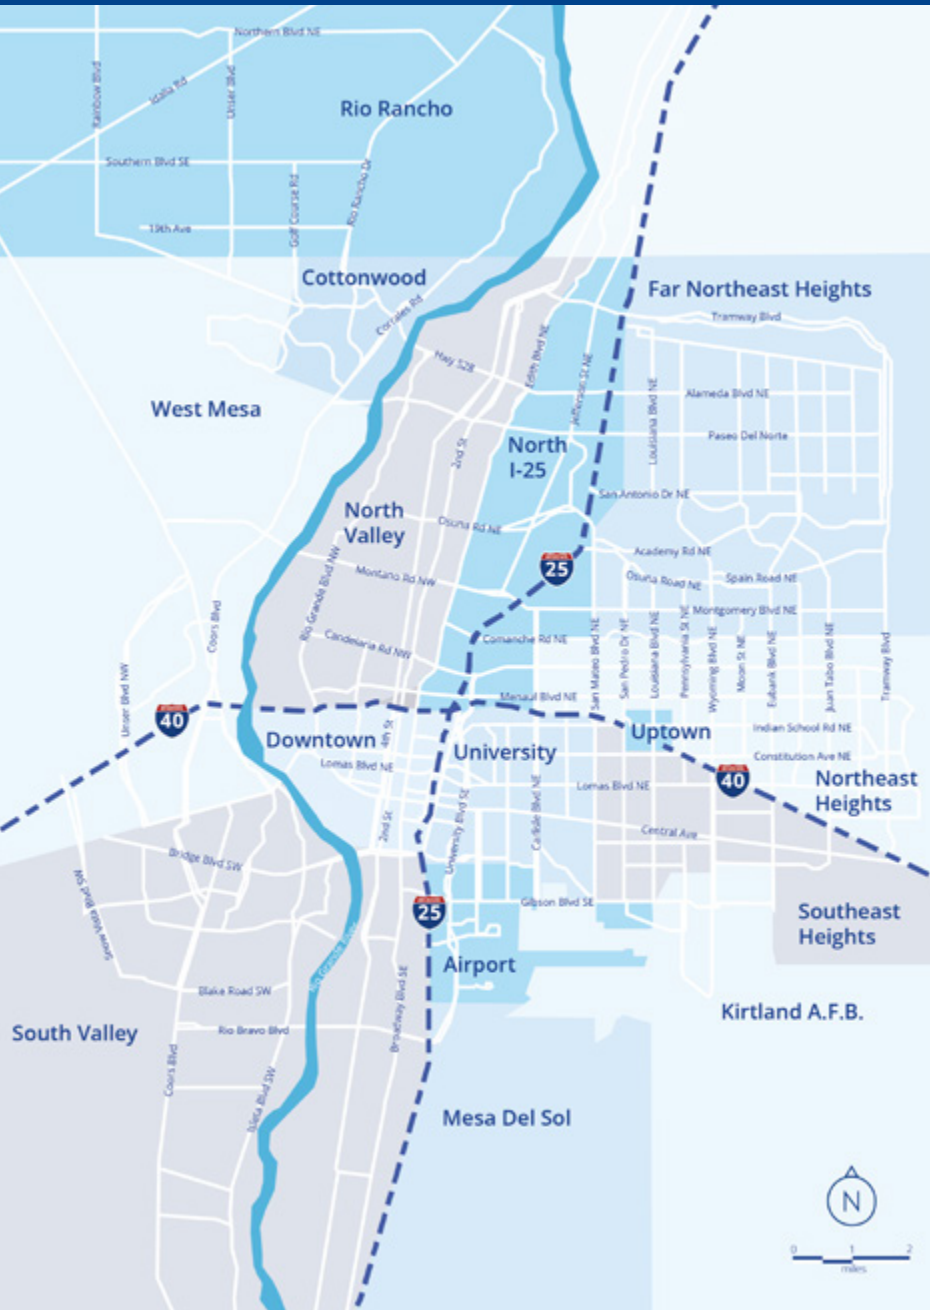 Northern Blvd NE
Rainbow Blvd
Idalia Rd
Unser Blvd
Rio Rancho
Southern Blvd SE
Golf Course Rd
Rio Rancho Dr
19th Ave
Cottonwood
Far Northeast Heights
Corrales Rd
Tramway Blvd
Edith Blvd NE
Hwy 528
Jefferson St NE
Louisiana Blvd NE
Alameda Blvd NE
West Mesa
2nd St
North
I-25
Paseo Del Norte
San Antonio Dr NE
North
Valley
Osuna Rd NE
Academy Rd NE
25
Rio Grande Blvd NW
Montano Rd NW
Osuna Road NE
Spain Road NE
Montgomery Blvd NE
Coors Blvd
Candelaria Rd NW
Comanche Rd NE
San Mateo Blvd NE
San Pedro Dr NE
Louisiana Blvd NE
Pennsylvania St NE
Wyoming Blvd NE
Moon St NE
Eubank Blvd NE
Juan Tabo Blvd NE
Tramway Blvd
Unser Blvd NW
Menaul Blvd NE
40
Downtown
4th St
University
Uptown
Indian School Rd NE
Lomas Blvd NE
Constitution Ave NE
40
Northeast
Heights
Lomas Blvd NE
2nd St
University Blvd SE
Carlisle Blvd NE
Central Ave
Bridge Blvd SW
Snow Vista Blvd SW
25
Gibson Blvd SE
Southeast
Heights
Rio Grande River
Airport
Blake Road SW
Broadway Blvd SE
Kirtland A.F.B.
South Valley
Rio Bravo Blvd
Coors Blvd
Isleta Blvd SW
Mesa Del Sol
N
0 1 2
miles